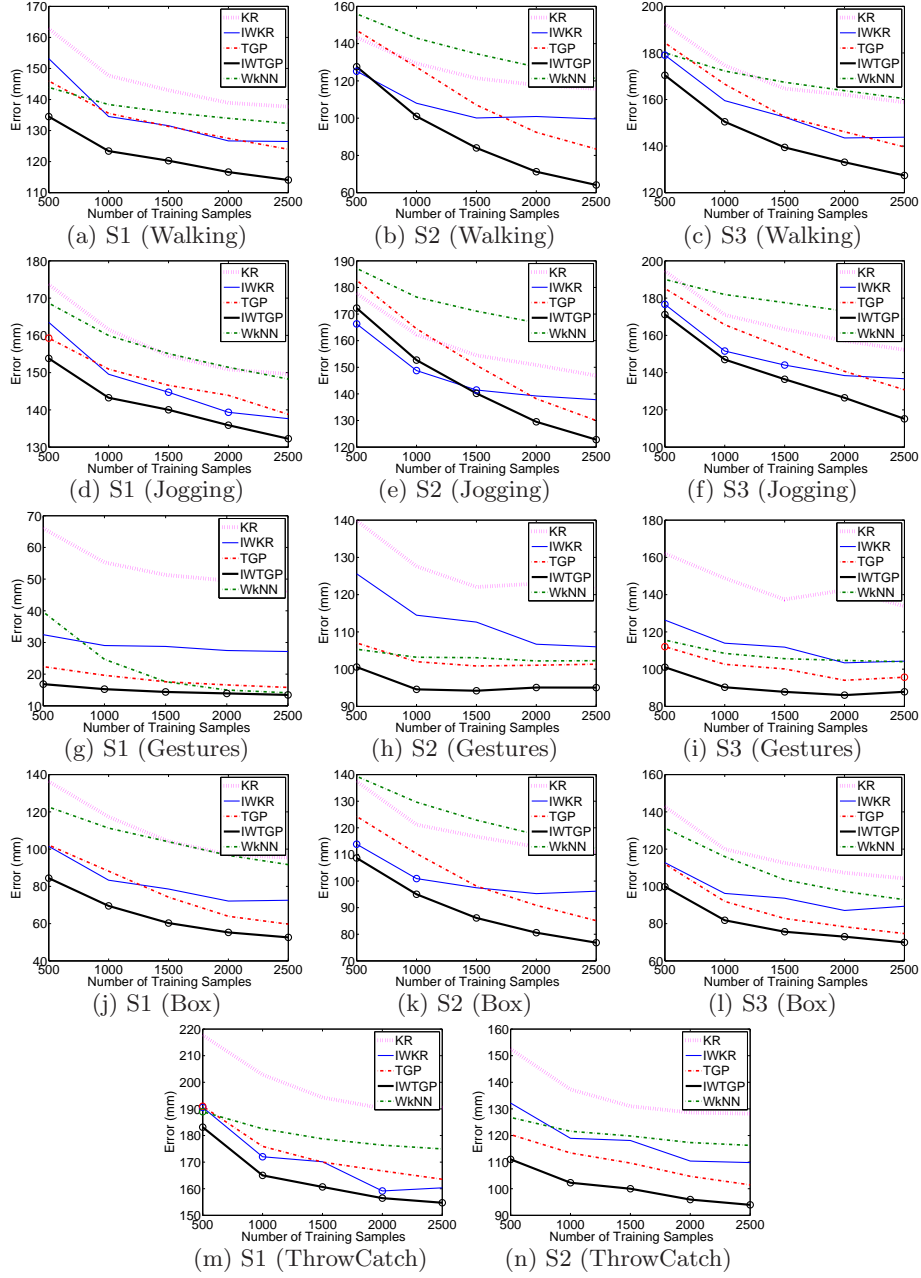 170
160
150
140
130
120
110
500 1000 1500 2000 2500
Error (mm)
Number of Training Samples
KR
IWKR
TGP
IWTGP
WkNN
(a) S1 (Walking)
160
140
120
100
80
60
500 1000 1500 2000 2500
Error (mm)
Number of Training Samples
KR
IWKR
TGP
IWTGP
WkNN
(b) S2 (Walking)
200
180
160
140
120
500 1000 1500 2000 2500
Error (mm)
Number of Training Samples
KR
IWKR
TGP
IWTGP
WkNN
(c) S3 (Walking)
180
170
160
150
140
130
500 1000 1500 2000 2500
Error (mm)
Number of Training Samples
KR
IWKR
TGP
IWTGP
WkNN
(d) S1 (Jogging)
190
180
170
160
150
140
130
120
500 1000 1500 2000 2500
Error (mm)
Number of Training Samples
KR
IWKR
TGP
IWTGP
WkNN
(e) S2 (Jogging)
200
180
160
140
120
100
500 1000 1500 2000 2500
Error (mm)
Number of Training Samples
KR
IWKR
TGP
IWTGP
WkNN
(f) S3 (Jogging)
70
60
50
40
30
20
10
500 1000 1500 2000 2500
Error (mm)
Number of Training Samples
KR
IWKR
TGP
IWTGP
WkNN
(g) S1 (Gestures)
140
130
120
110
100
90
500 1000 1500 2000 2500
Error (mm)
Number of Training Samples
KR
IWKR
TGP
IWTGP
WkNN
(h) S2 (Gestures)
180
160
140
120
100
80
500 1000 1500 2000 2500
Error (mm)
Number of Training Samples
KR
IWKR
TGP
IWTGP
WkNN
(i) S3 (Gestures)
140
120
100
80
60
40
500 1000 1500 2000 2500
Error (mm)
Number of Training Samples
KR
IWKR
TGP
IWTGP
WkNN
(j) S1 (Box)
140
130
120
110
100
90
80
70
500 1000 1500 2000 2500
Error (mm)
Number of Training Samples
KR
IWKR
TGP
IWTGP
WkNN
(k) S2 (Box)
160
140
120
100
80
60
500 1000 1500 2000 2500
Error (mm)
Number of Training Samples
KR
IWKR
TGP
IWTGP
WkNN
(l) S3 (Box)
220
210
200
190
180
170
160
150
500 1000 1500 2000 2500
Error (mm)
Number of Training Samples
KR
IWKR
TGP
IWTGP
WkNN
(m) S1 (ThrowCatch)
160
150
140
130
120
110
100
90
500 1000 1500 2000 2500
Error (mm)
Number of Training Samples
KR
IWKR
TGP
IWTGP
WkNN
(n) S2 (ThrowCatch)